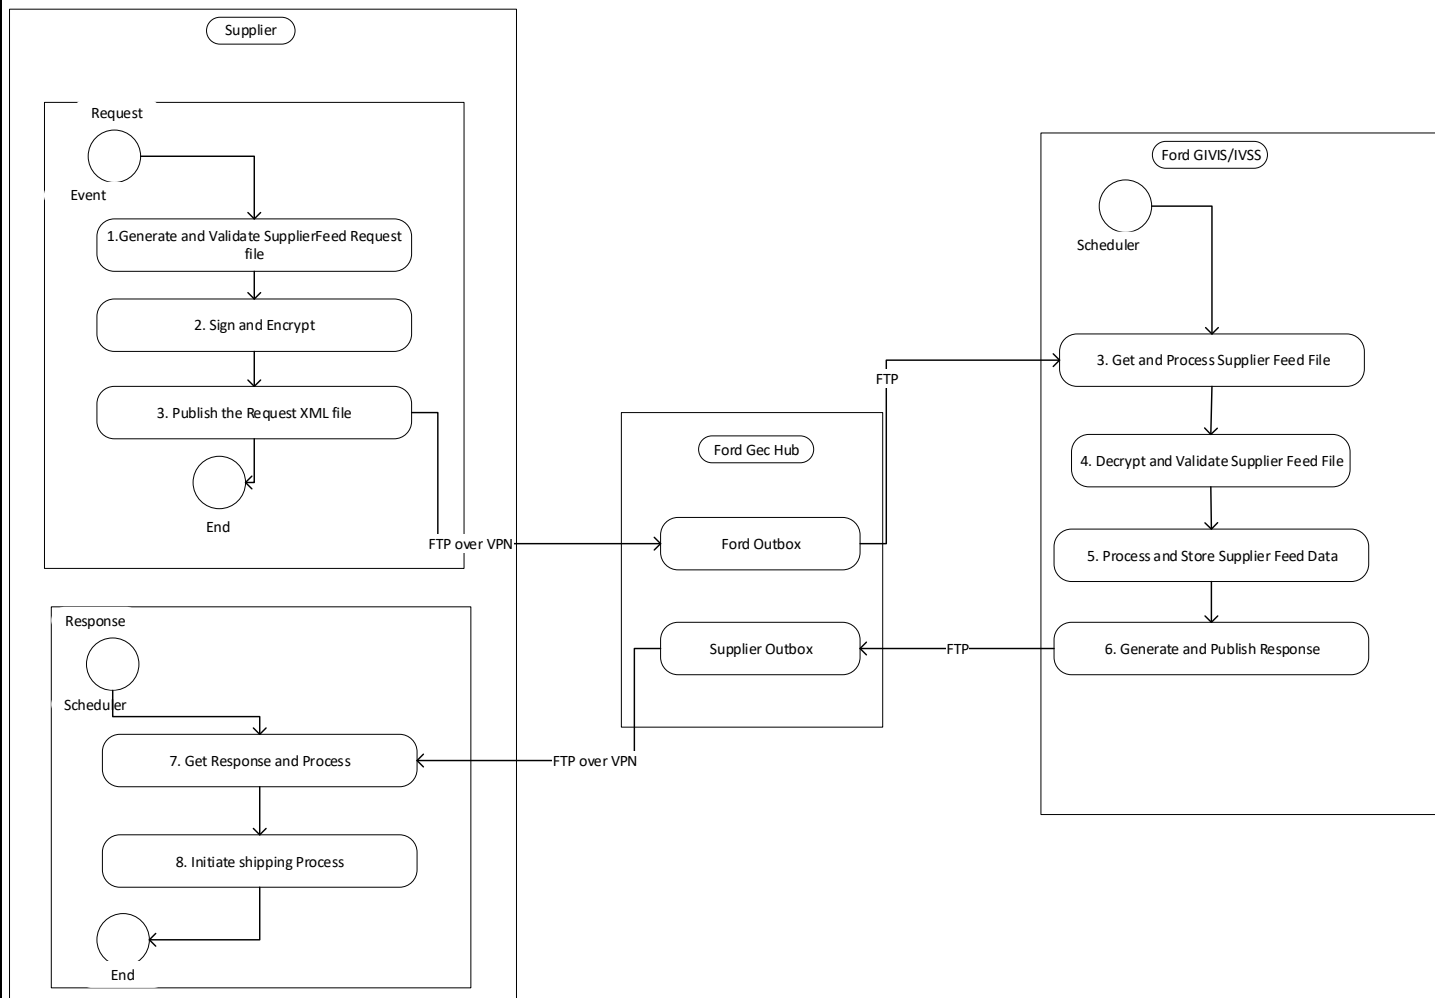 Supplier
Request
Event
1.Generate and Validate SupplierFeed Request
file
2. Sign and Encrypt
3. Publish the Request XML file
End
FTP over VPN
Response
Scheduler
7. Get Response and Process
8. Initiate shipping Process
End
FTP over VPN
Ford Gec Hub
Ford Outbox
Supplier Outbox
FTP
FTP
Ford GIVIS/IVSS
Scheduler
3. Get and Process Supplier Feed File
4. Decrypt and Validate Supplier Feed File
5. Process and Store Supplier Feed Data
6. Generate and Publish Response